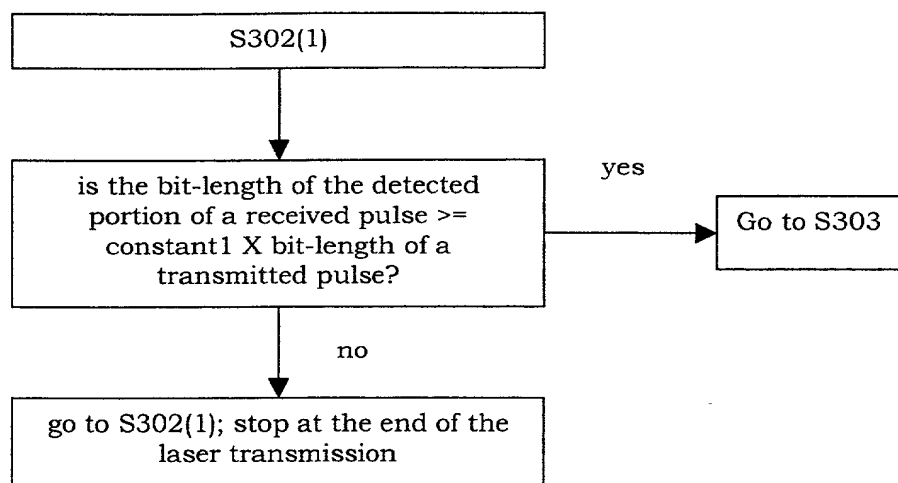 S302(1)
is the bit-length of the detected
portion of a received pulse >=
constant1 X bit-length of a
transmitted pulse?
yes
Go to S303
no
go to S302(1); stop at the end of the
laser transmission